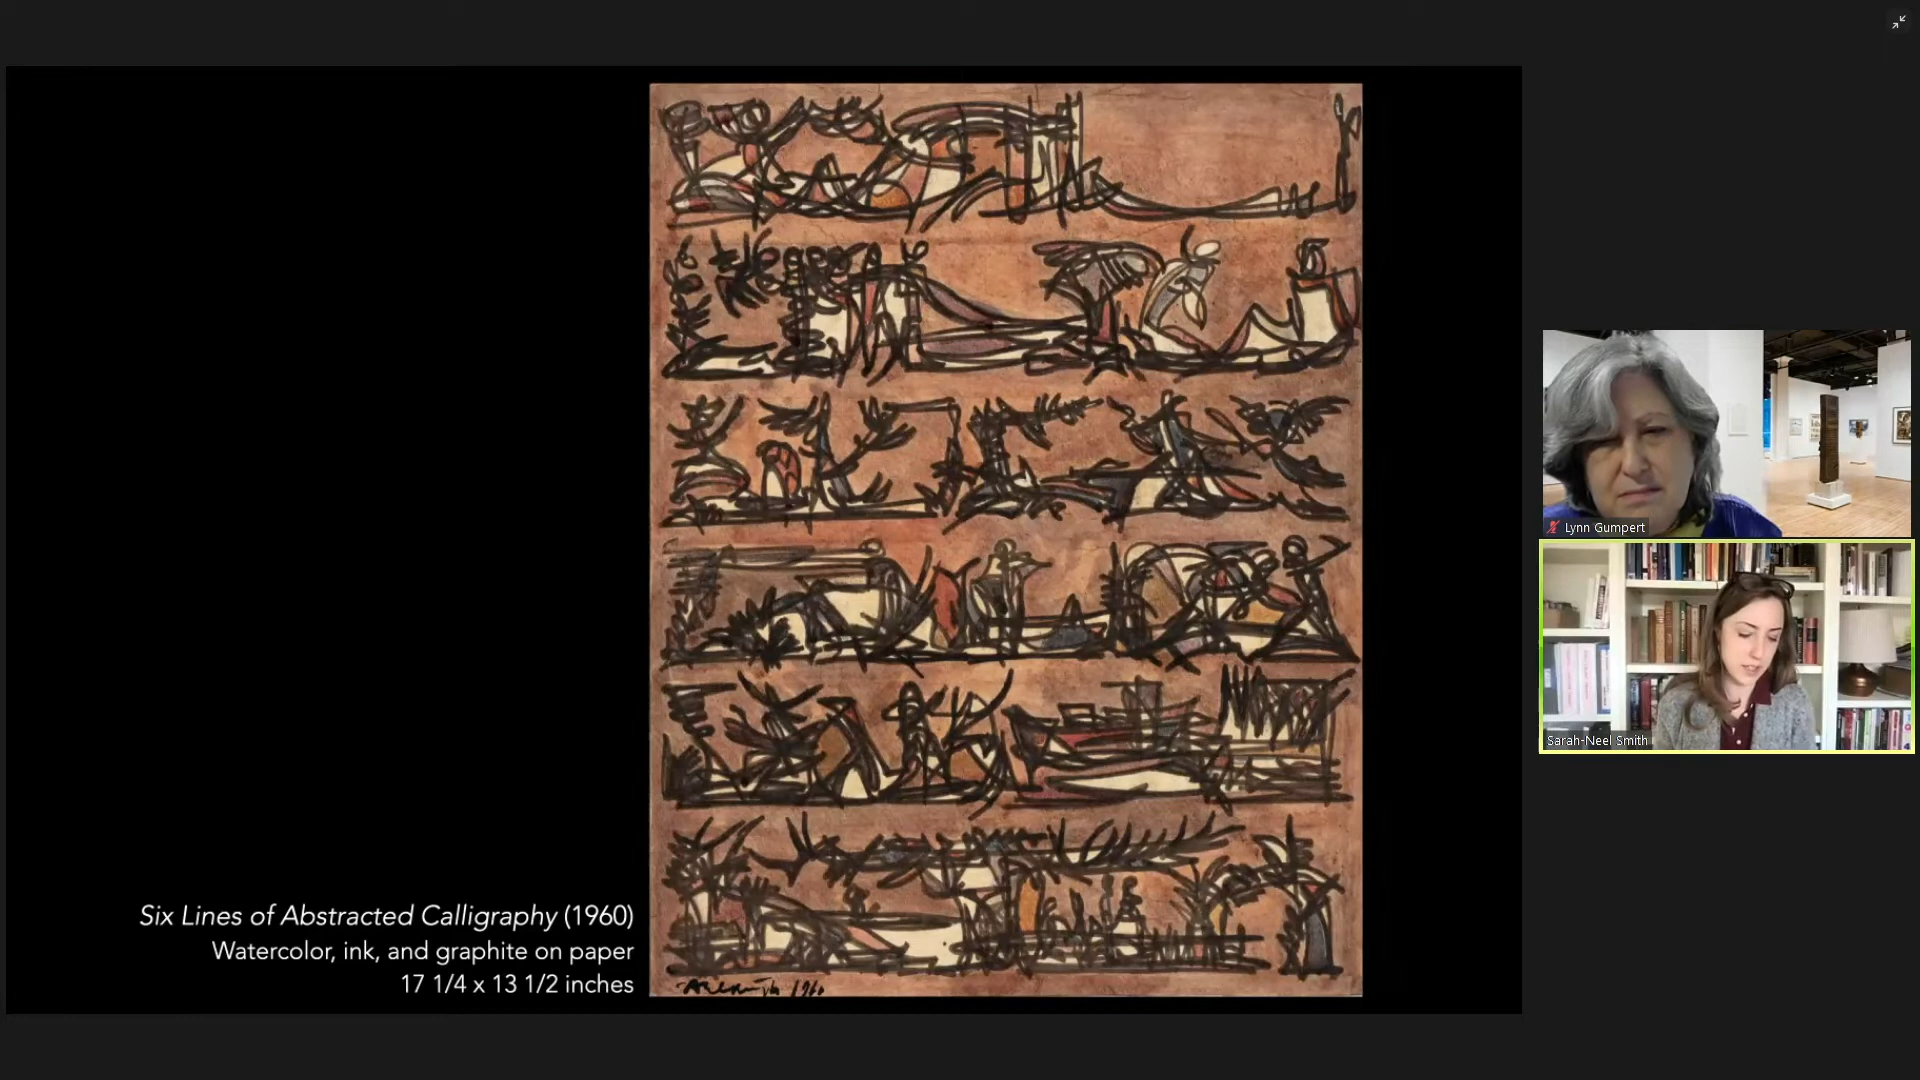 Six Lines of Abstracted Calligraphy (1960)
Watercolor, ink, and graphite on paper
17 1/4 x 13 1/2 inches
1960
Lynn Gumpert
Sarah-Neel Smith